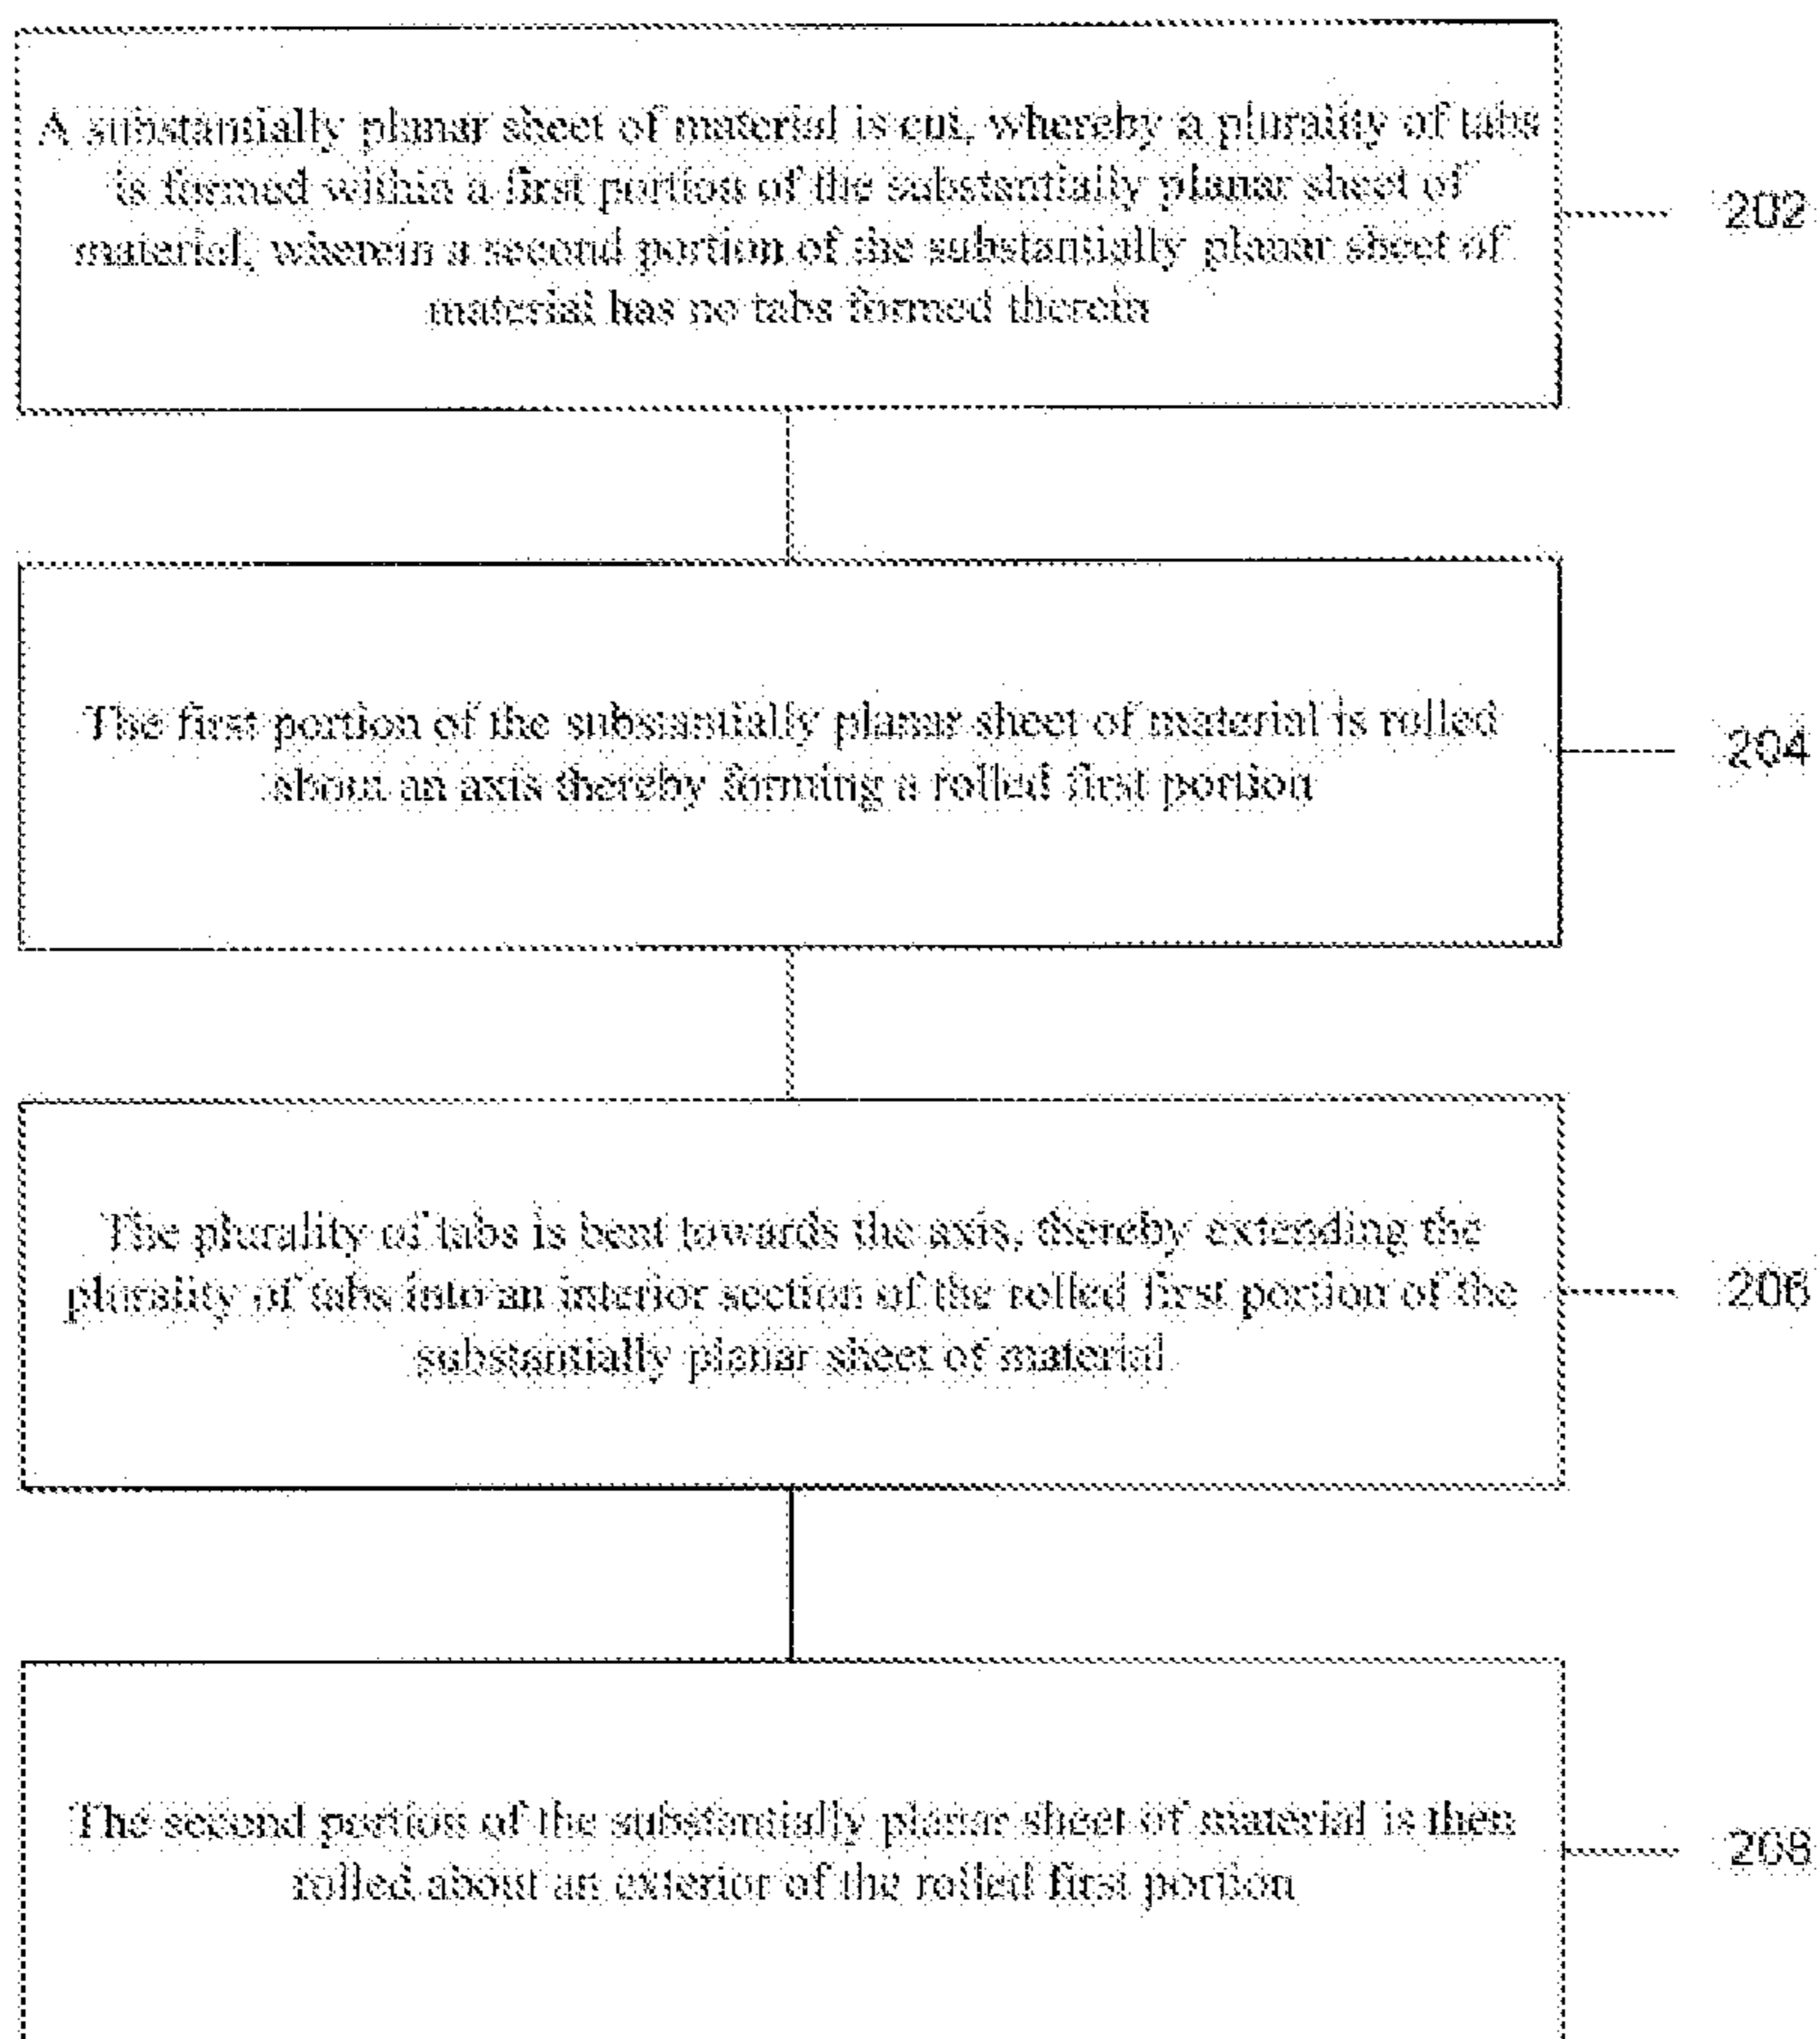 A substantially planar sheet of material is cut, whereby a plurality of tabs
is formed within a first portion of the substantially planar sheet of
material, wherein a second portion of the substantially planar sheet of
material has no tabs formed therein
202
The first portion of the substantially planar sheet of material is rolled
about an axis thereby forming a rolled first portion
204
The plurality of tabs is bent towards the axis, thereby extending the
plurality of tabs into an interior section of the rolled first portion of the
substantially planar sheet of material
206
The second portion of the substantially planar sheet of material is then
rolled about an exterior of the rolled first portion
208